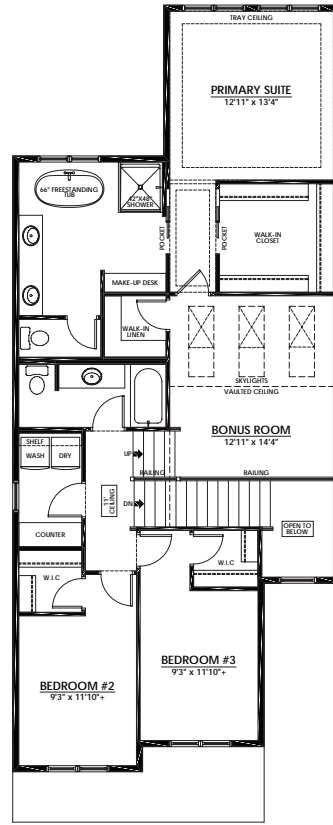 TRAY CEILING
PRIMARY SUITE
12'11" x 13'4"
66" FREESTANDING
TUB
42"X48"
SHOWER
POCKET
POCKET
WALK-IN
CLOSET
MAKE-UP DESK
WALK-IN
LINEN
SKYLIGHTS
VAULTED CEILING
BONUS ROOM
12'11" x 14'4"
SHELF
WASH
DRY
UP
RAILING
RAILING
11'
CEILING
DN
COUNTER
OPEN TO
BELOW
W.I.C
W.I.C
BEDROOM #3
9'3" x 11'10"+
BEDROOM #2
9'3" x 11'10"+